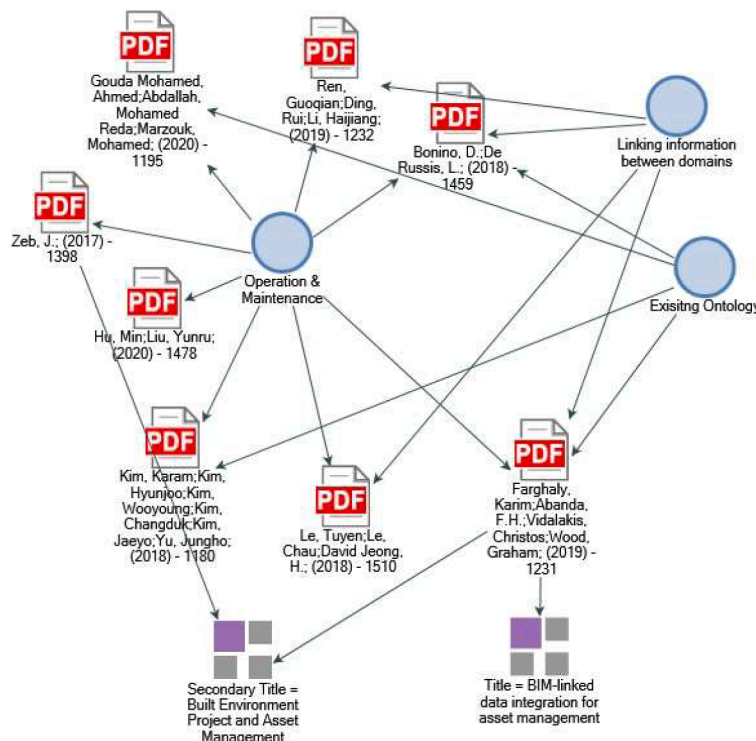 PDF
Gouda Mohamed,
Ahmed;Abdallah,
Mohamed
Reda;Marzouk,
Mohamed; (2020) -
1195
PDF
Ren,
Guoqian;Ding,
Rui;Li, Haijiang;
(2019) - 1232
PDF
Bonino, D.;De
Russis, L.; (2018) -
1459
Linking information
between domains
PDF
Zeb, J.; (2017) -
1398
Operation &
Maintenance
Exisitng Ontology
PDF
Hu, Min;Liu, Yunru;
(2020) - 1478
PDF
Kim, Karam;Kim,
Hyunjoo;Kim,
Wooyoung;Kim,
Changduk;Kim,
Jaeyo;Yu, Jungho;
(2018) - 1180
PDF
Le, Tuyen;Le,
Chau;David Jeong,
H.; (2018) - 1510
PDF
Farghaly,
Karim;Abanda,
F.H.;Vidalakis,
Christos;Wood,
Graham; (2019) -
1231
Secondary Title =
Built Environment
Project and Asset
Management
Title = BIM-linked
data integration for
asset management